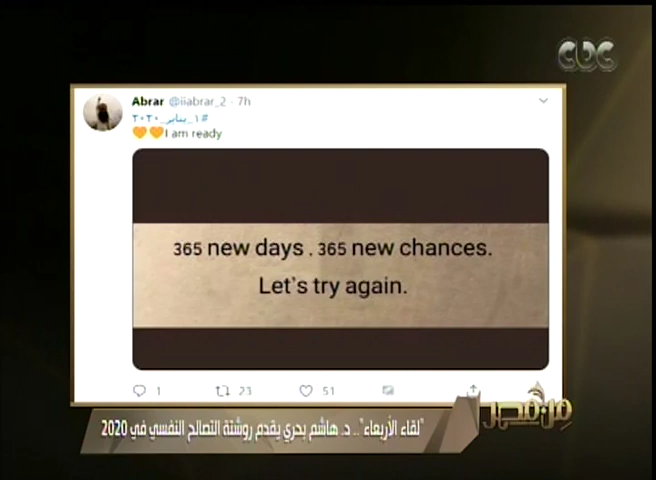 CBC
Abrar @iiabrar_2 · 7h
#١_يناير_٢٠٢٠
🧡🧡I am ready
365 new days . 365 new chances.
Let's try again.
1 23 51
من مصر
"لقاء الأربعاء".. د. هاشم بحري يقدم روشتة التصالح النفسي في 2020